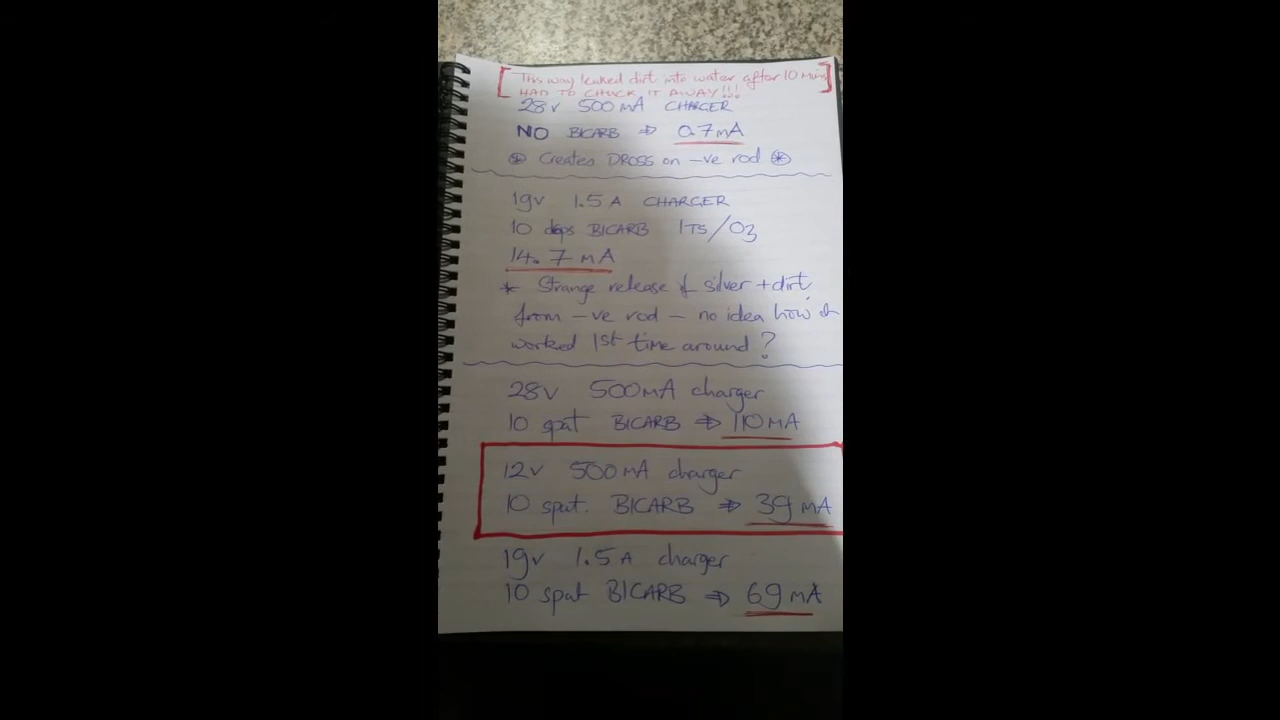 [This way leaked dirt into water after 10 mins
HAD TO CHUCK IT AWAY!!!]
28v 500mA CHARGER
NO BICARB ⇒ 0.7mA
⊛ Creates DROSS on -ve rod ⊛
19v 1.5A CHARGER
10 dops BICARB 1TS/O3
14.7mA
* Strange release of silver + dirt
from -ve rod - no idea how it
worked 1st time around?
28v 500mA charger
10 spat BICARB ⇒ 110mA
12v 500mA charger
10 spat. BICARB ⇒ 39mA
19v 1.5A charger
10 spat BICARB ⇒ 69mA